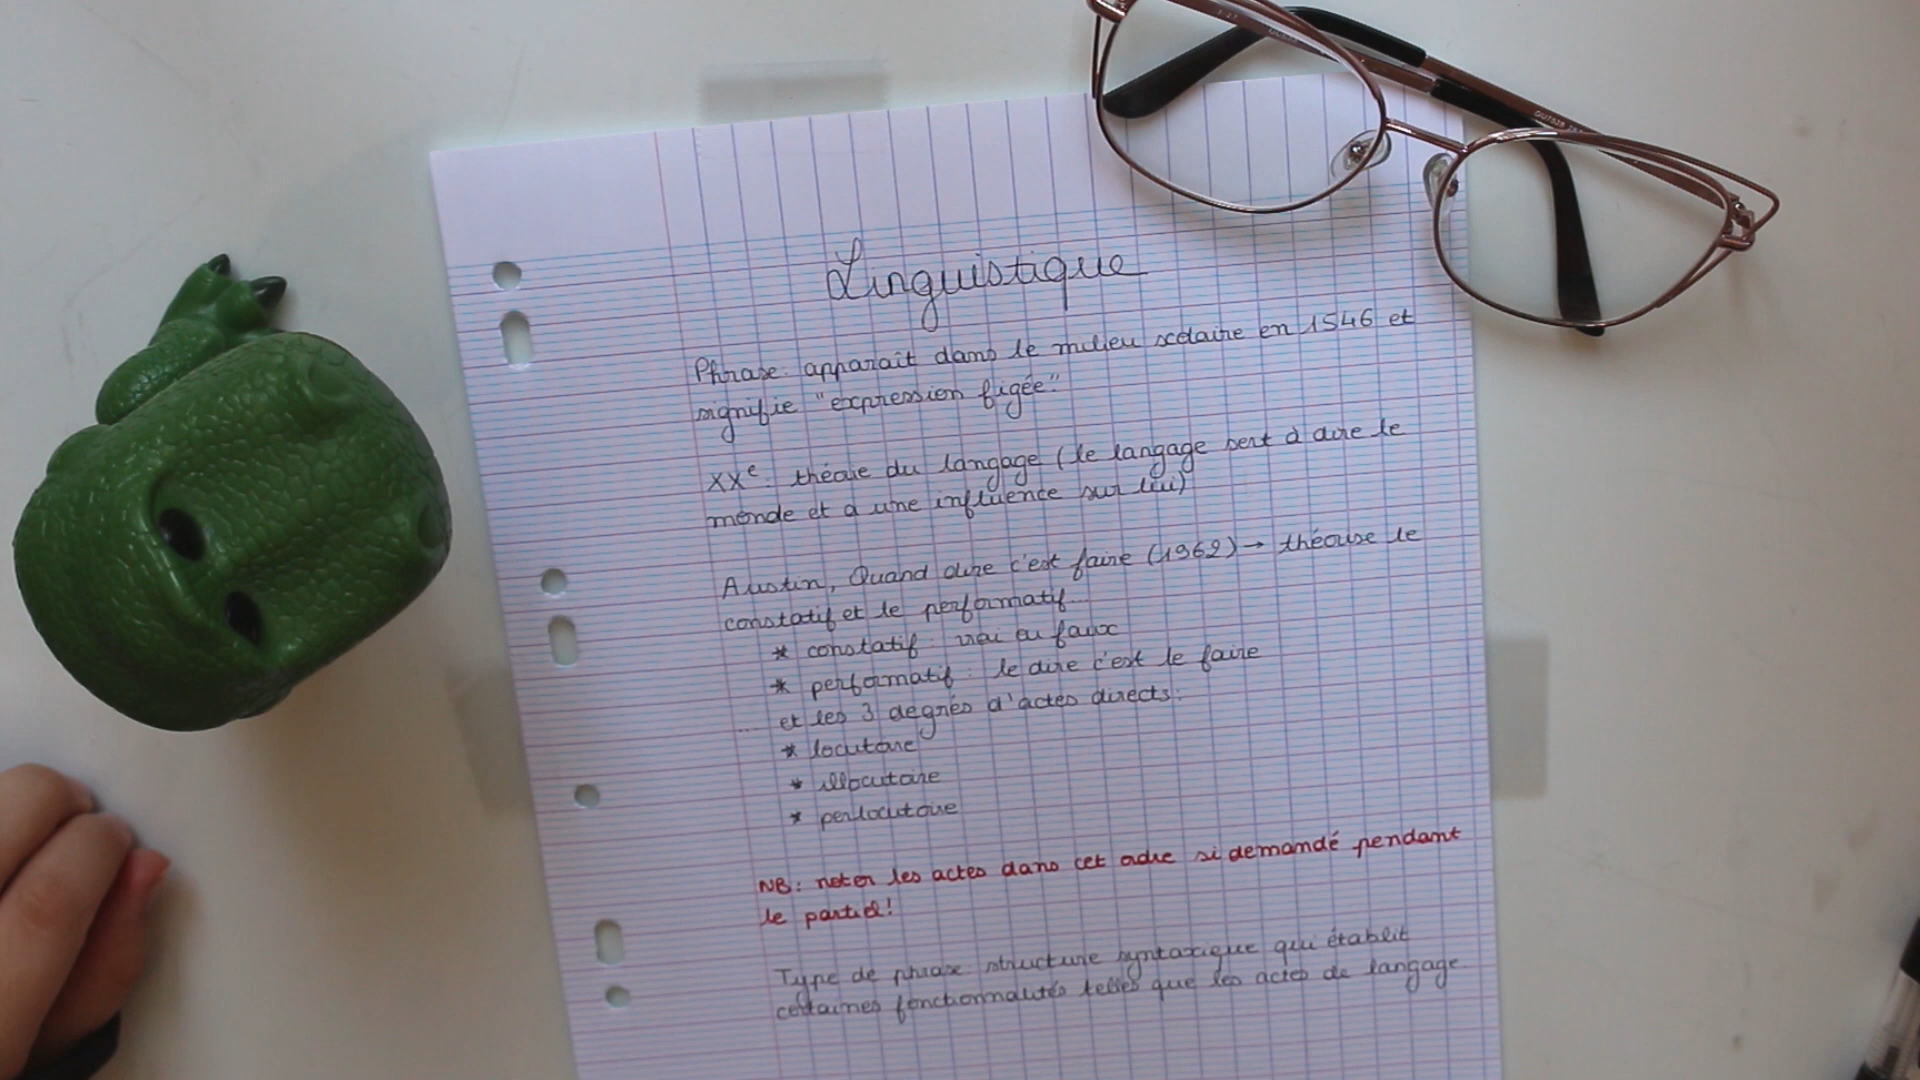 Linguistique
Phrase: apparait dans le milieu scolaire en 1546 et
signifie "expression figée"
XXe: théorie du langage (le langage sert à dire le
monde et a une influence sur lui)
Austin, Quand dire c'est faire (1962) → théorise le
constatif et le performatif
* constatif: vrai ou faux
* performatif: le dire c'est le faire
et les 3 degrés d'actes directs:
* locutoire
* illocutoire
* perlocutoire
NB: noter les actes dans cet ordre si demandé pendant
le partiel!
Type de phrase: structure syntaxique qui établit
certaines fonctionnalités telles que les actes de langage